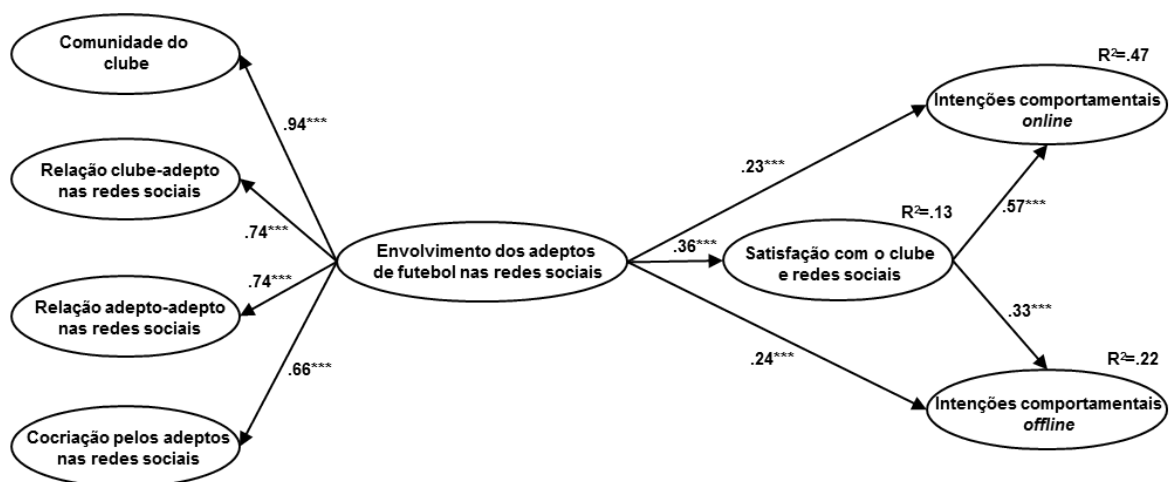 Comunidade do
clube
Relação clube-adepto
nas redes sociais
Relação adepto-adepto
nas redes sociais
Cocriação pelos adeptos
nas redes sociais
.94***
.74***
.74***
.66***
Envolvimento dos adeptos
de futebol nas redes sociais
.23***
.36***
.24***
R²=.13
Satisfação com o clube
e redes sociais
.57***
.33***
R²=.47
Intenções comportamentais
online
R²=.22
Intenções comportamentais
offline